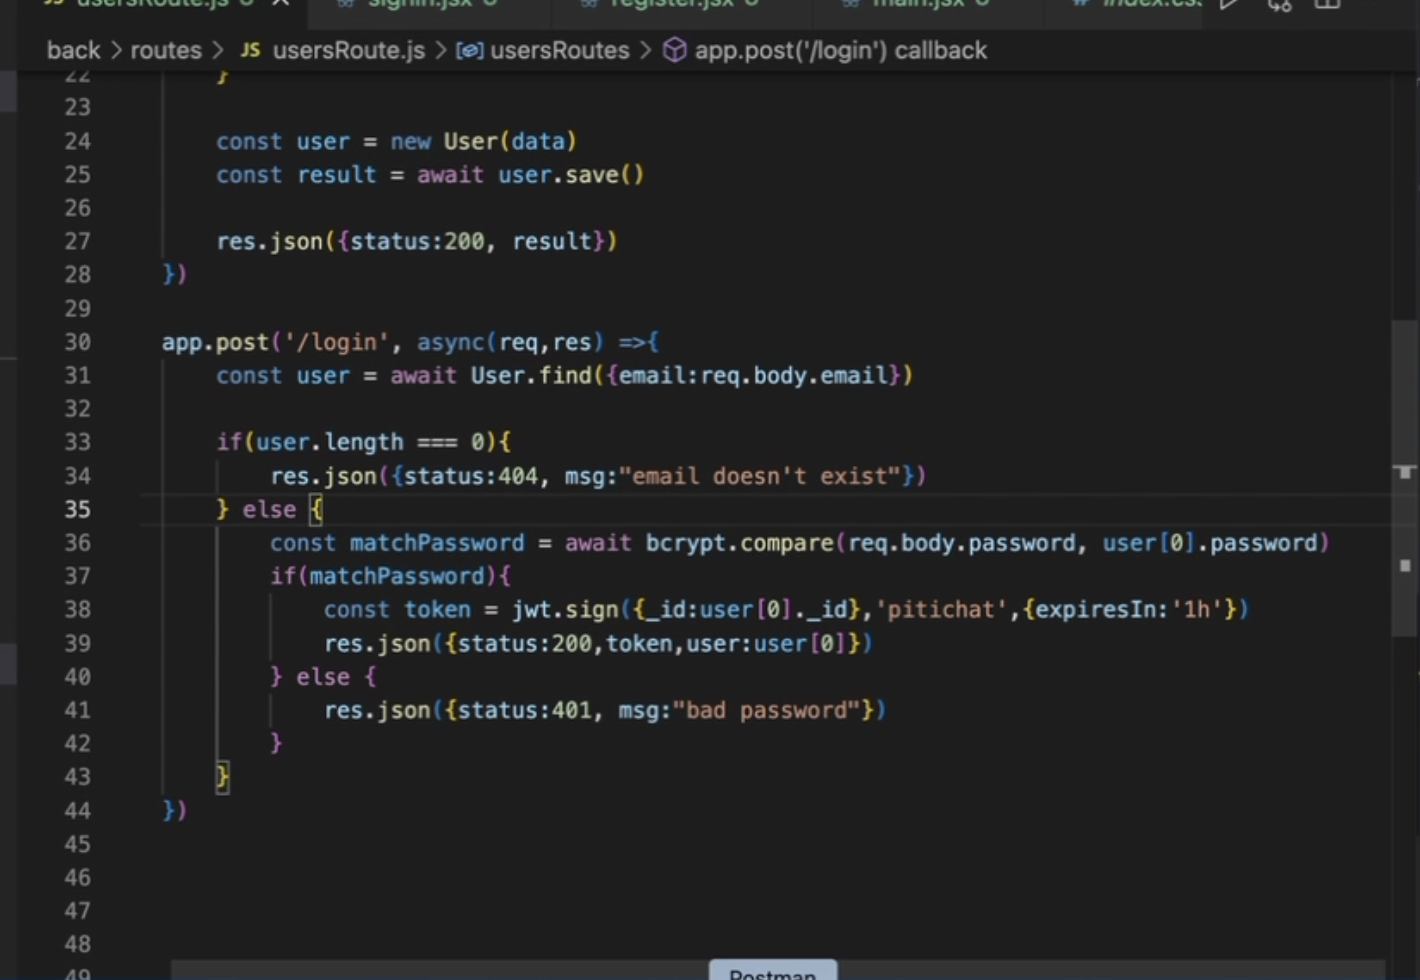 usersRoute.js signin.jsx register.jsx main.jsx index.css
back > routes > JS usersRoute.js > usersRoutes > app.post('/login') callback
22 }
23
24 const user = new User(data)
25 const result = await user.save()
26
27 res.json({status:200, result})
28 })
29
30 app.post('/login', async(req,res) =>{
31 const user = await User.find({email:req.body.email})
32
33 if(user.length === 0){
34 res.json({status:404, msg:"email doesn't exist"})
35 } else {
36 const matchPassword = await bcrypt.compare(req.body.password, user[0].password)
37 if(matchPassword){
38 const token = jwt.sign({_id:user[0]._id},'pitichat',{expiresIn:'1h'})
39 res.json({status:200,token,user:user[0]})
40 } else {
41 res.json({status:401, msg:"bad password"})
42 }
43 }
44 })
45
46
47
48
49
Postman